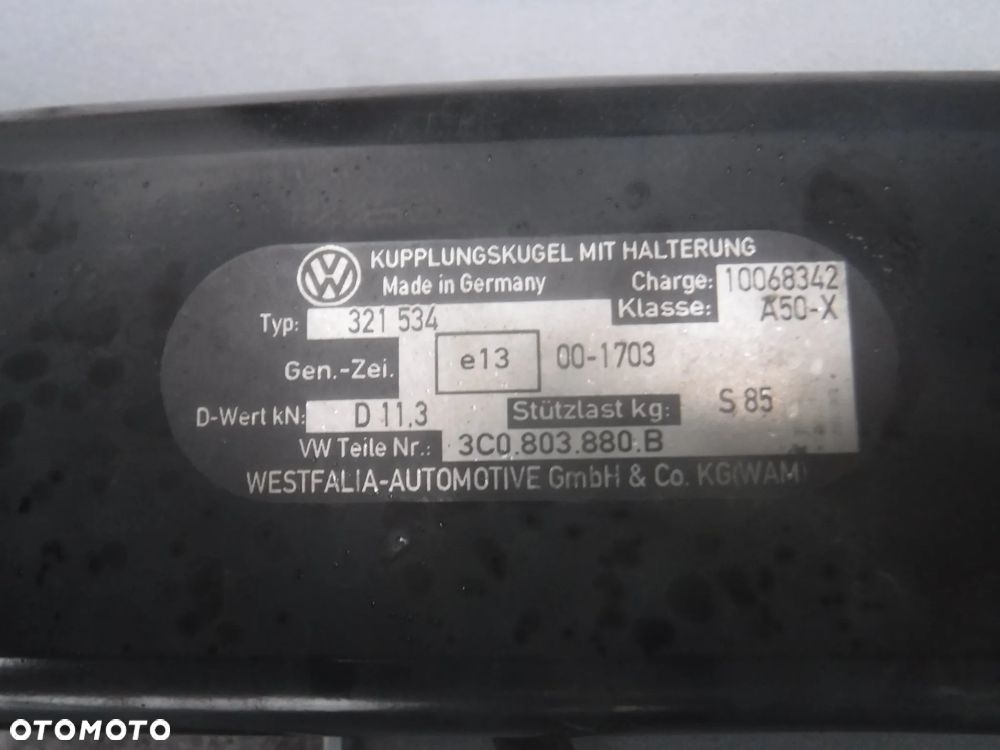 KUPPLUNGSKUGEL MIT HALTERUNG
Made in Germany Charge: 10068342
Typ: 321 534 Klasse: A50-X
Gen.-Zei. e13 00-1703
D-Wert kN: D 11,3 Stützlast kg: S 85
VW Teile Nr.: 3C0.803.880.B
WESTFALIA-AUTOMOTIVE GmbH & Co. KG(WAM)
OTOMOTO